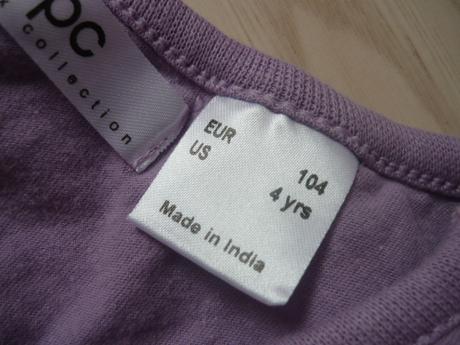 pc
collection
EUR 104
US 4 yrs
Made in India